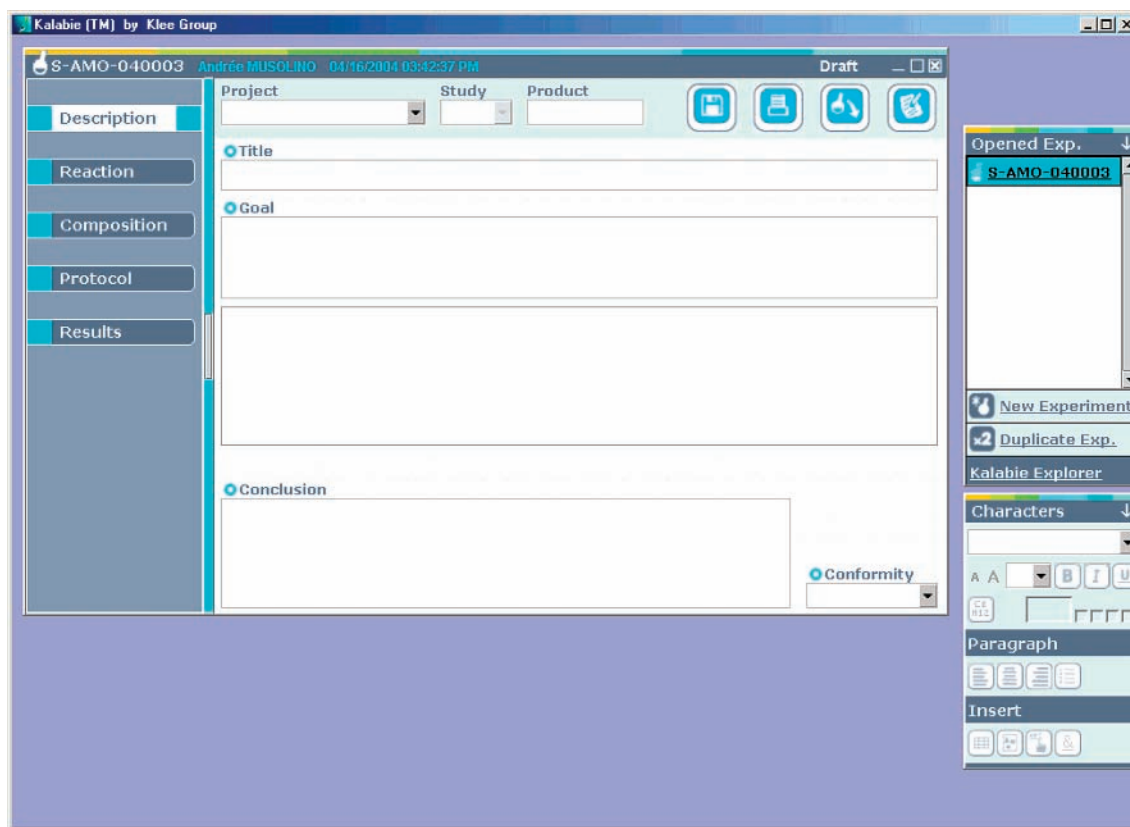 Kalabie (TM) by Klee Group
S-AMO-040003 Andrée MUSOLINO 04/16/2004 03:42:37 PM Draft
Project Study Product
Description
Title
Reaction
Goal
Composition
Protocol
Results
Conclusion
Conformity
Opened Exp.
S-AMO-040003
New Experiment
x2 Duplicate Exp.
Kalabie Explorer
Characters
A A B I U
Paragraph
Insert
&